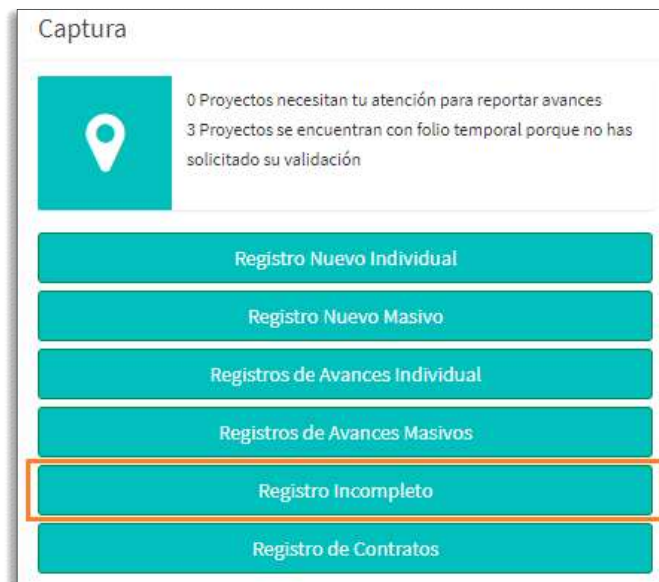 Captura
0 Proyectos necesitan tu atención para reportar avances
3 Proyectos se encuentran con folio temporal porque no has
solicitado su validación
Registro Nuevo Individual
Registro Nuevo Masivo
Registros de Avances Individual
Registros de Avances Masivos
Registro Incompleto
Registro de Contratos